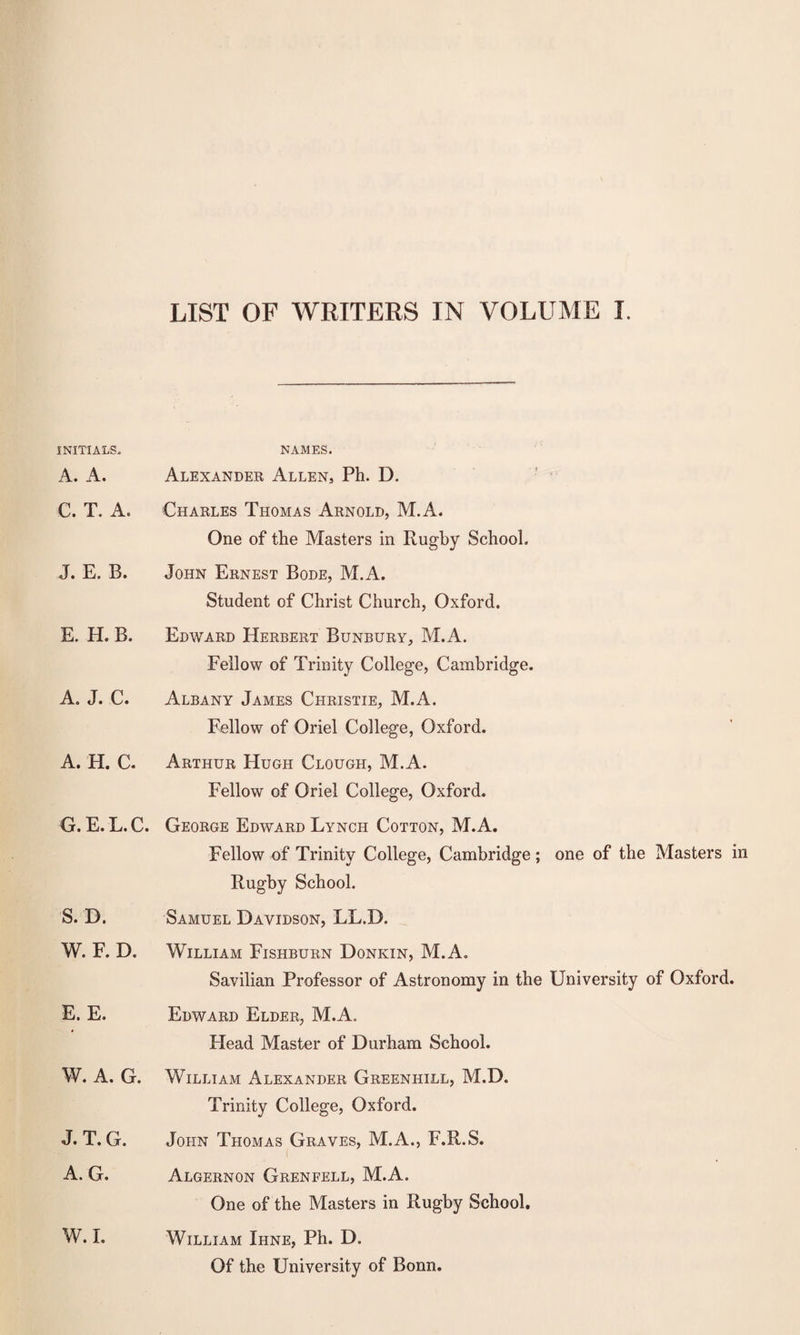 LIST OF WRITERS IN VOLUME I.
INITIALS. NAMES.
A. A. ALEXANDER ALLEN, Ph. D.
C. T. A. CHARLES THOMAS ARNOLD, M.A.
One of the Masters in Rugby School.
J. E. B. JOHN ERNEST BODE, M.A.
Student of Christ Church, Oxford.
E. H. B. EDWARD HERBERT BUNBURY, M.A.
Fellow of Trinity College, Cambridge.
A. J. C. ALBANY JAMES CHRISTIE, M.A.
Fellow of Oriel College, Oxford.
A. H. C. ARTHUR HUGH CLOUGH, M.A.
Fellow of Oriel College, Oxford.
G. E. L. C. GEORGE EDWARD LYNCH COTTON, M.A.
Fellow of Trinity College, Cambridge; one of the Masters in
Rugby School.
S. D. SAMUEL DAVIDSON, LL.D.
W. F. D. WILLIAM FISHBURN DONKIN, M.A.
Savilian Professor of Astronomy in the University of Oxford.
E. E. EDWARD ELDER, M.A.
Head Master of Durham School.
W. A. G. WILLIAM ALEXANDER GREENHILL, M.D.
Trinity College, Oxford.
J. T. G. JOHN THOMAS GRAVES, M.A., F.R.S.
A. G. ALGERNON GRENFELL, M.A.
One of the Masters in Rugby School.
W. I. WILLIAM IHNE, Ph. D.
Of the University of Bonn.